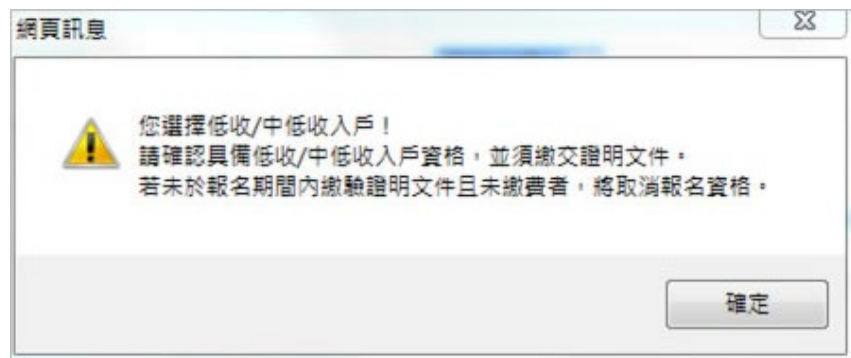 網頁訊息
您選擇低收/中低收入戶！
請確認具備低收/中低收入戶資格，並須繳交證明文件。
若未於報名期間內繳驗證明文件且未繳費者，將取消報名資格。
確定